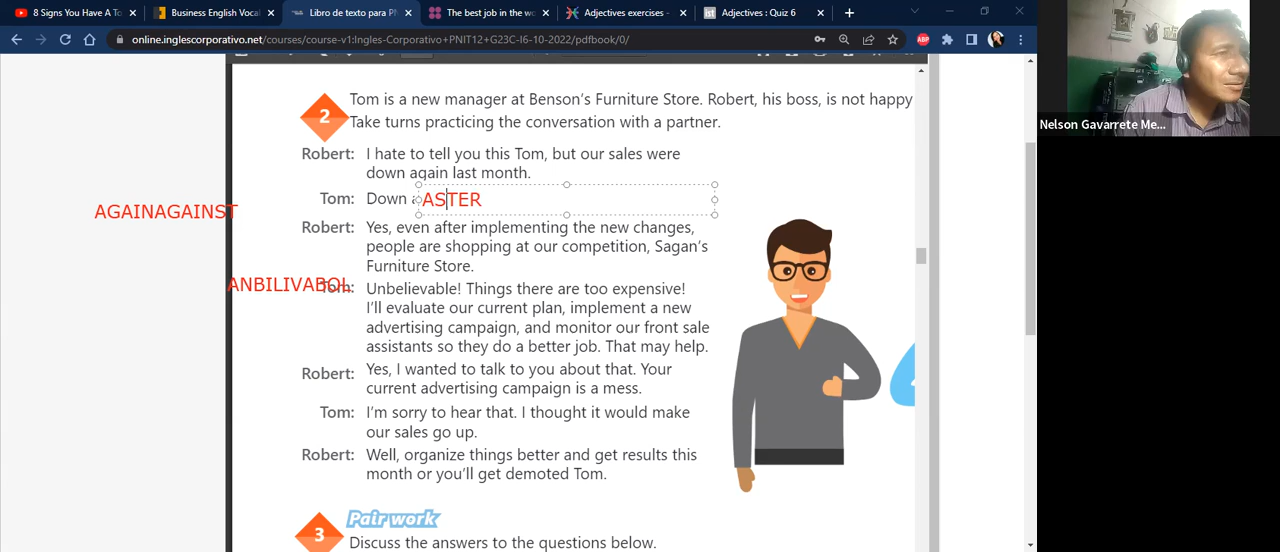 8 Signs You Have A To
Business English Vocal
Libro de texto para PN
The best job in the wo
Adjectives exercises -
Adjectives : Quiz 6
online.inglescorporativo.net/courses/course-v1:Ingles-Corporativo+PNIT12+G23C-I6-10-2022/pdfbook/0/
ABP
Nelson Gavarrete Me...
2
Tom is a new manager at Benson's Furniture Store. Robert, his boss, is not happy
Take turns practicing the conversation with a partner.
Robert: I hate to tell you this Tom, but our sales were
down again last month.
Tom: Down
ASTER
AGAINAGAINST
Robert: Yes, even after implementing the new changes,
people are shopping at our competition, Sagan's
Furniture Store.
ANBILIVABOL
Tom: Unbelievable! Things there are too expensive!
I'll evaluate our current plan, implement a new
advertising campaign, and monitor our front sale
assistants so they do a better job. That may help.
Robert: Yes, I wanted to talk to you about that. Your
current advertising campaign is a mess.
Tom: I'm sorry to hear that. I thought it would make
our sales go up.
Robert: Well, organize things better and get results this
month or you'll get demoted Tom.
Pair work
3
Discuss the answers to the questions below.